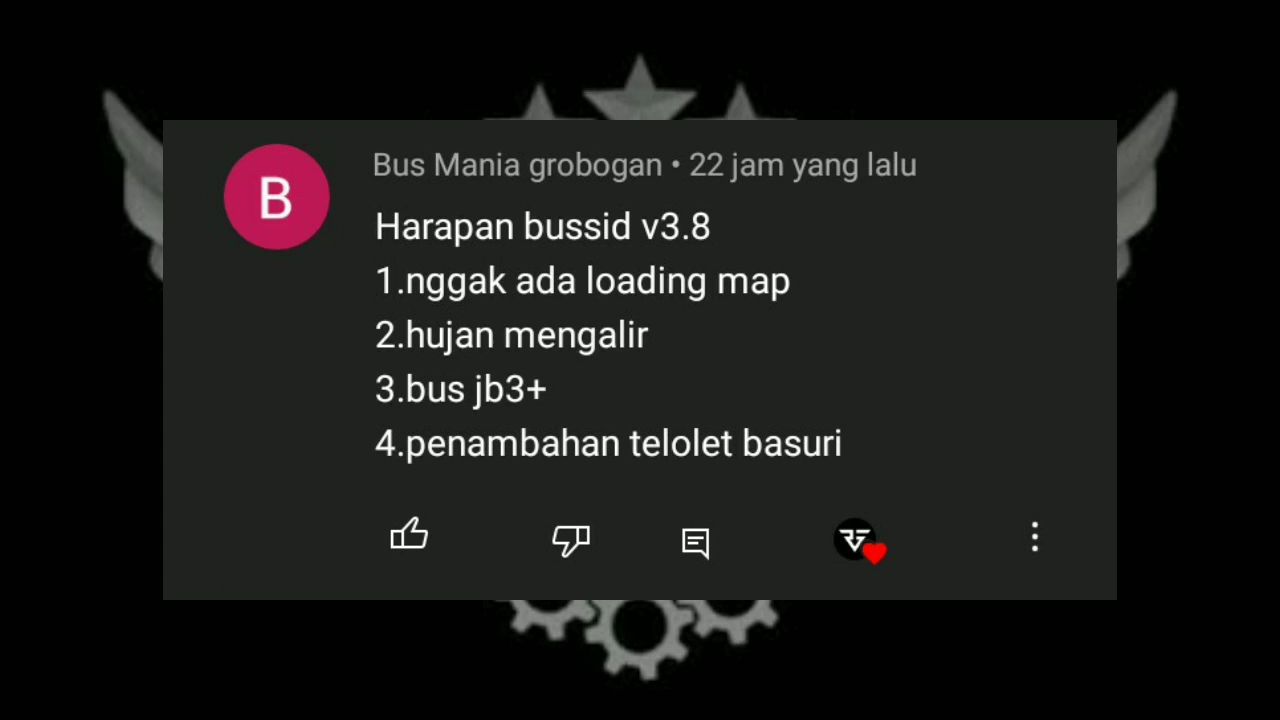 B
Bus Mania grobogan • 22 jam yang lalu
Harapan bussid v3.8
1.nggak ada loading map
2.hujan mengalir
3.bus jb3+
4.penambahan telolet basuri